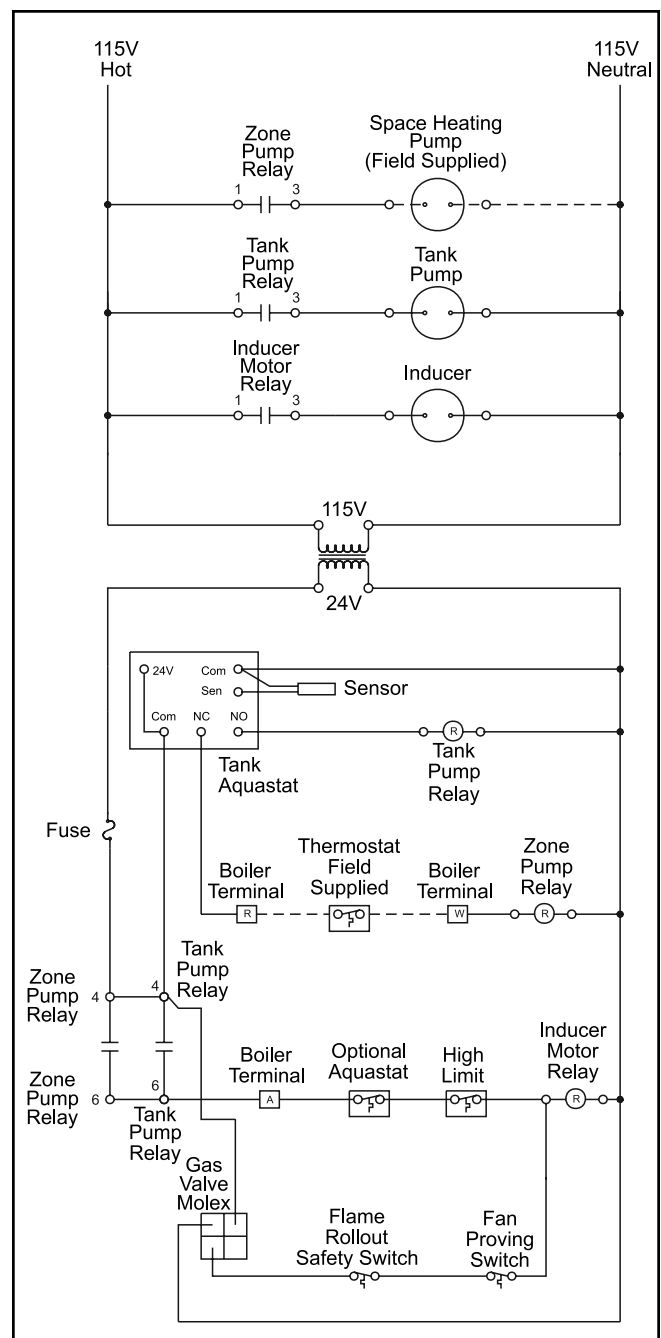 115V
Hot
115V
Neutral
Zone
Pump
Relay
Space Heating
Pump
(Field Supplied)
1
3
Tank
Pump
Relay
Tank
Pump
1
3
Inducer
Motor
Relay
Inducer
1
3
115V
24V
24V
Com
Sen
Sensor
Com
NC
NO
R
Tank
Aquastat
Tank
Pump
Relay
Fuse
Boiler
Terminal
Thermostat
Field
Supplied
Boiler
Terminal
Zone
Pump
Relay
R
W
R
Tank
Pump
Relay
Zone
Pump
Relay
4
4
Zone
Pump
Relay
6
6
Tank
Pump
Relay
Boiler
Terminal
Optional
Aquastat
High
Limit
Inducer
Motor
Relay
A
R
Gas
Valve
Molex
Flame
Rollout
Safety Switch
Fan
Proving
Switch